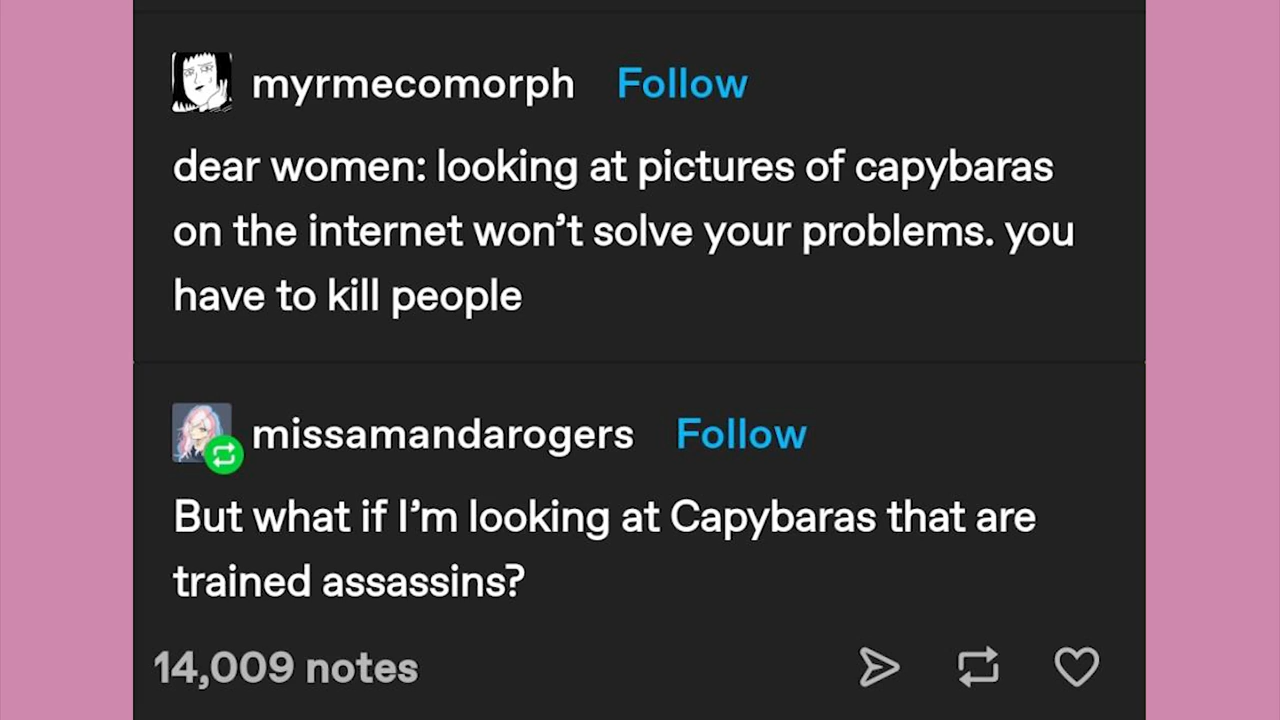 myrmecomorph Follow
dear women: looking at pictures of capybaras
on the internet won’t solve your problems. you
have to kill people
missamandarogers Follow
But what if I’m looking at Capybaras that are
trained assassins?
14,009 notes